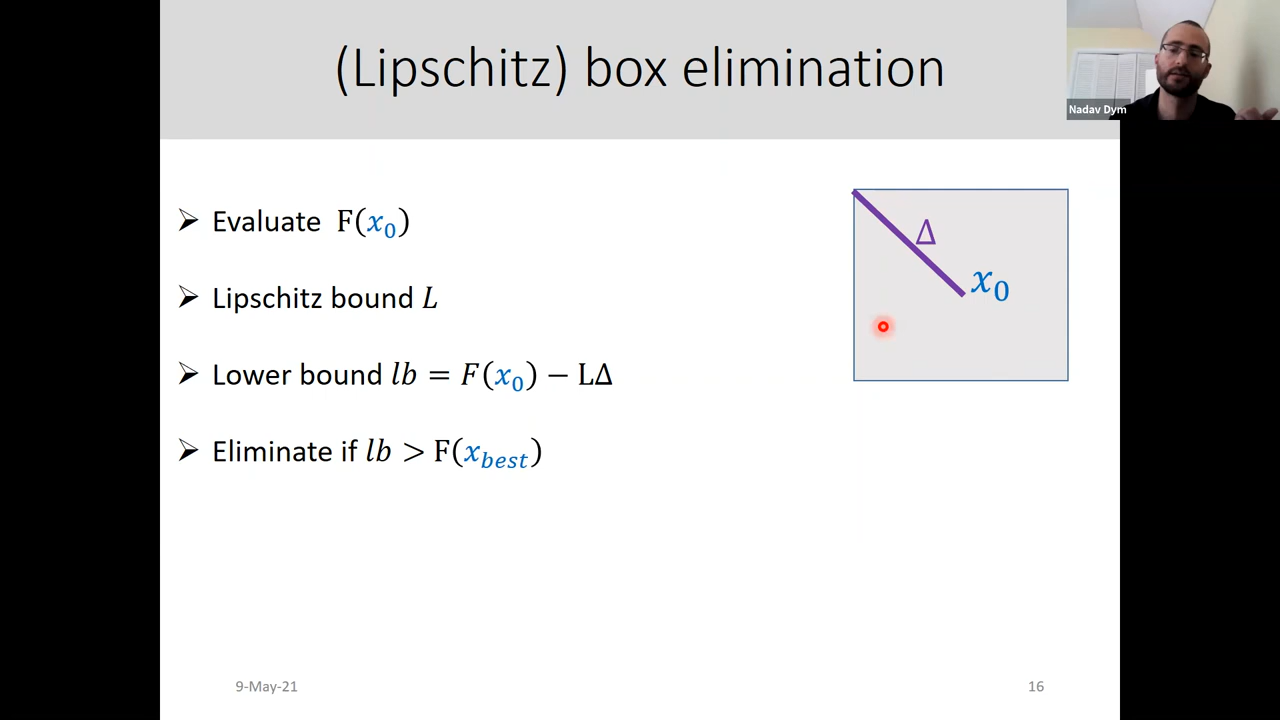 (Lipschitz) box elimination
Nadav Dym
➢ Evaluate F(x₀)
➢ Lipschitz bound L
➢ Lower bound lb = F(x₀) − LΔ
➢ Eliminate if lb > F(x_best)
Δ
x₀
9-May-21
16